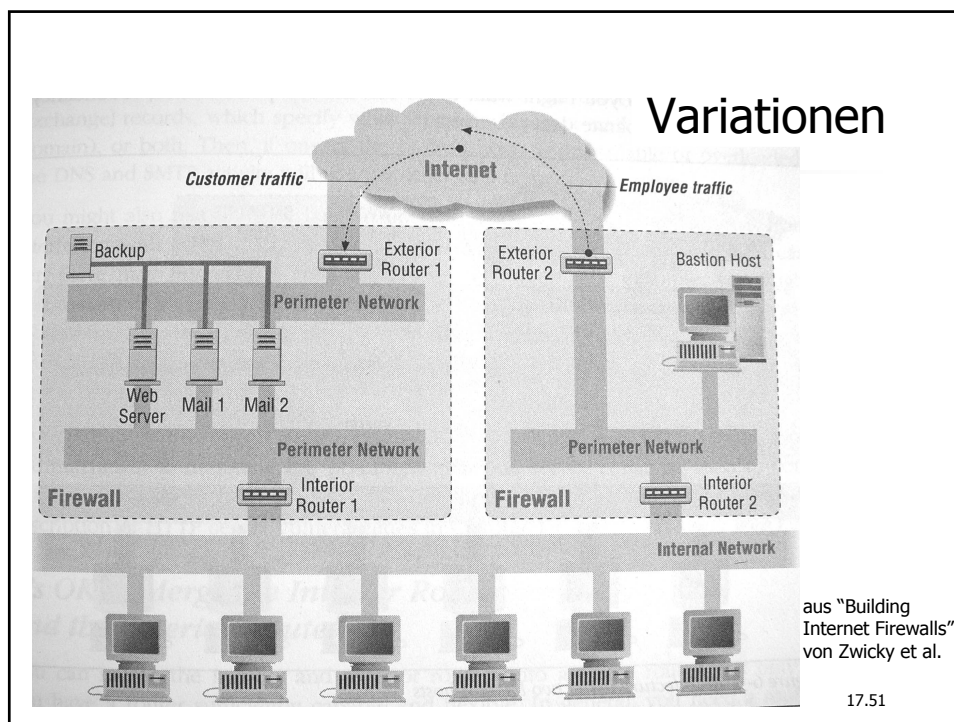 Variationen
Internet
Customer traffic
Employee traffic
Backup
Exterior
Router 1
Exterior
Router 2
Bastion Host
Perimeter Network
Web
Server
Mail 1
Mail 2
Perimeter Network
Perimeter Network
Firewall
Interior
Router 1
Firewall
Interior
Router 2
Internal Network
aus “Building
Internet Firewalls”
von Zwicky et al.
17.51